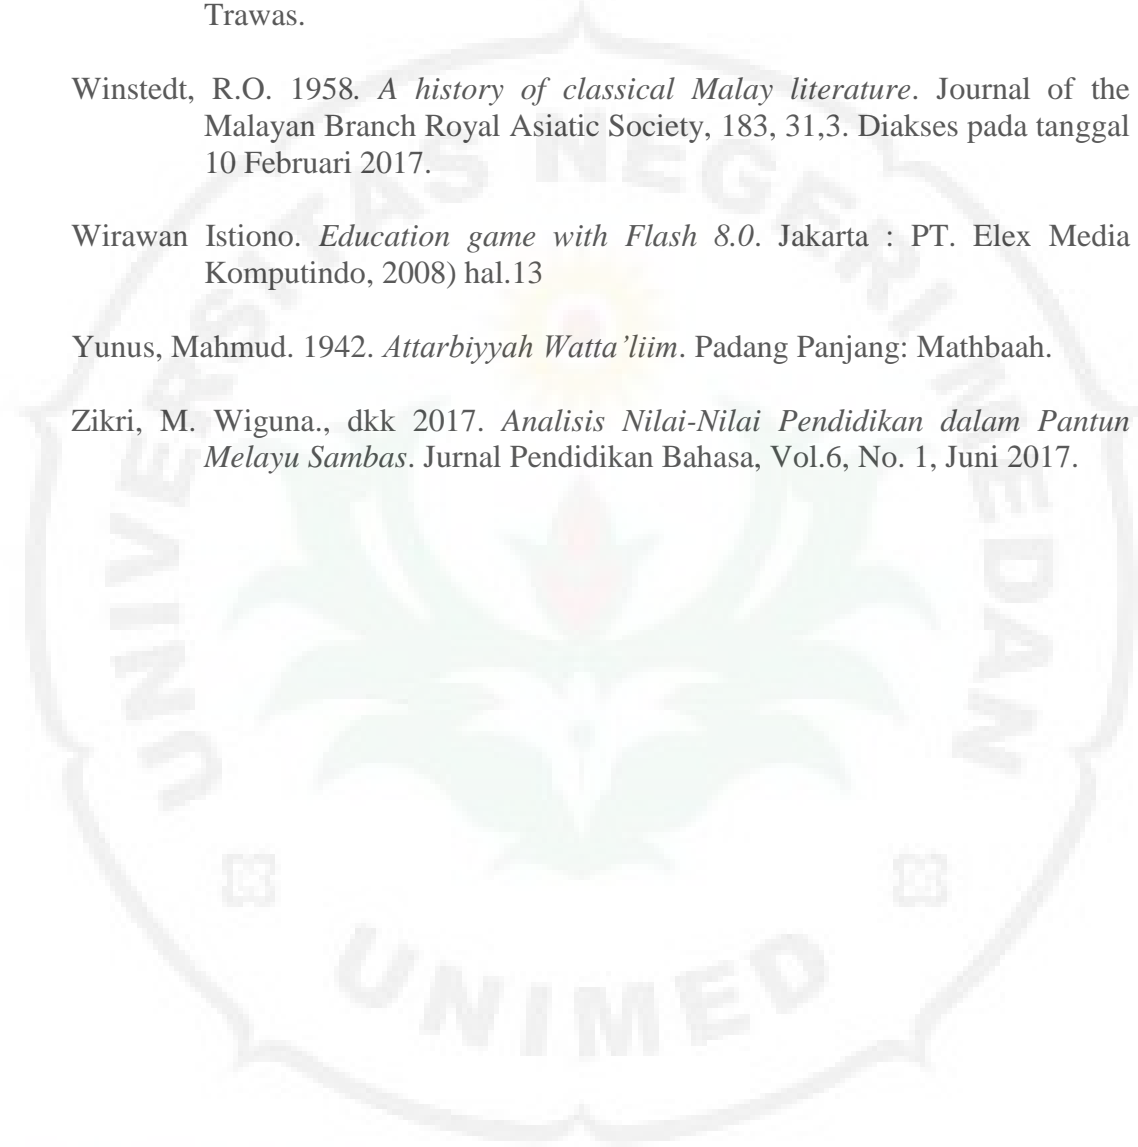 Trawas.
Winstedt, R.O. 1958. A history of classical Malay literature. Journal of the
Malayan Branch Royal Asiatic Society, 183, 31,3. Diakses pada tanggal
10 Februari 2017.
Wirawan Istiono. Education game with Flash 8.0. Jakarta : PT. Elex Media
Komputindo, 2008) hal.13
Yunus, Mahmud. 1942. Attarbiyyah Watta’liim. Padang Panjang: Mathbaah.
Zikri, M. Wiguna., dkk 2017. Analisis Nilai-Nilai Pendidikan dalam Pantun
Melayu Sambas. Jurnal Pendidikan Bahasa, Vol.6, No. 1, Juni 2017.
UNIVERSITAS NEGERI MEDAN
UNIMED